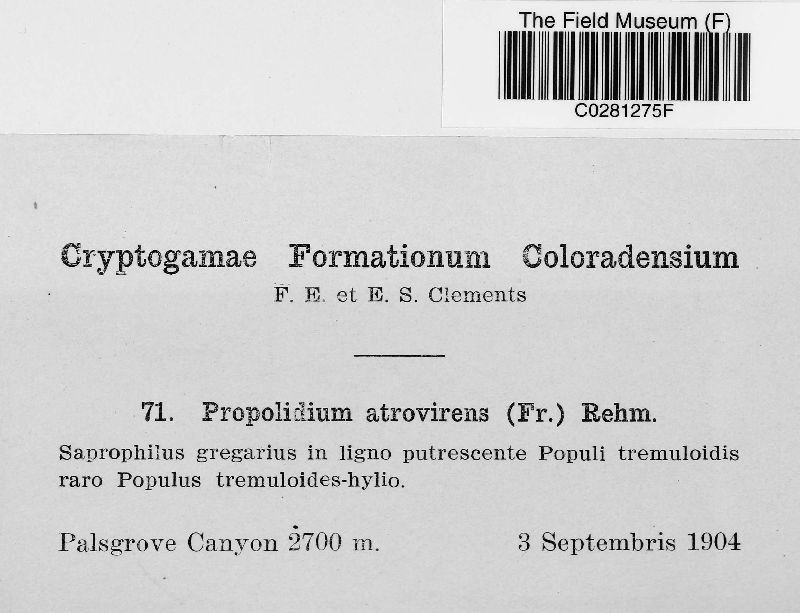 The Field Museum (F)
C0281275F
Cryptogamae Formationum Coloradensium
F. E. et E. S. Clements
71. Propolidium atrovirens (Fr.) Rehm.
Saprophilus gregarius in ligno putrescente Populi tremuloidis
raro Populus tremuloides-hylio.
Palsgrove Canyon 2700 m. 3 Septembris 1904